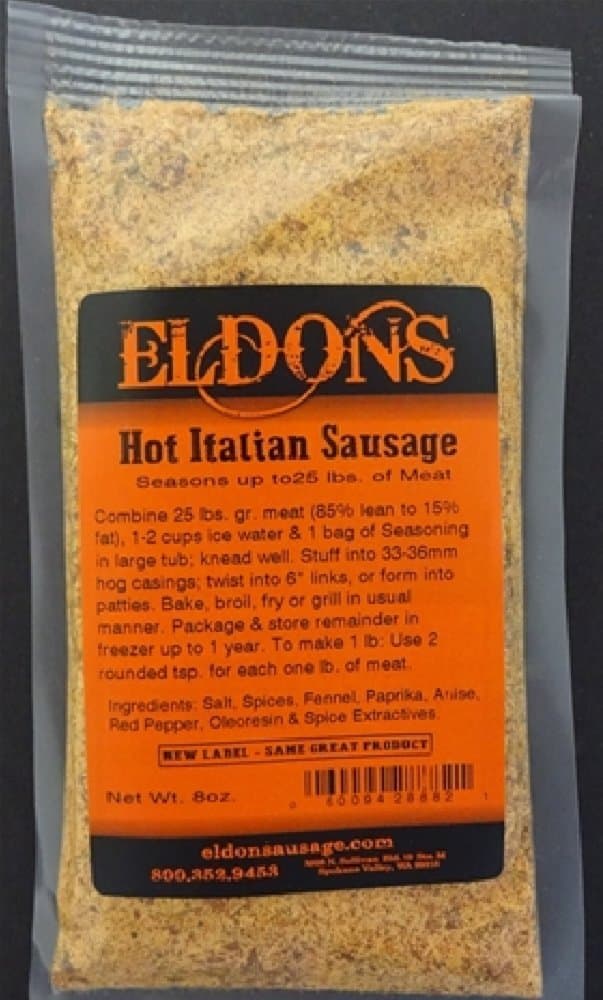 ELDONS
Hot Italian Sausage
Seasons up to25 lbs. of Meat
Combine 25 lbs. gr. meat (85% lean to 15%
fat), 1-2 cups ice water & 1 bag of Seasoning
in large tub; knead well. Stuff into 33-36mm
hog casings; twist into 6" links, or form into
patties. Bake, broil, fry or grill in usual
manner. Package & store remainder in
freezer up to 1 year. To make 1 lb: Use 2
rounded tsp. for each one lb. of meat.
Ingredients: Salt, Spices, Fennel, Paprika, Anise,
Red Pepper, Oleoresin & Spice Extractives.
NEW LABEL - SAME GREAT PRODUCT
Net Wt. 8oz.
0 60094 28882 1
eldonsausage.com
800.352.9453
N. Sullivan
Spokane Valley, WA